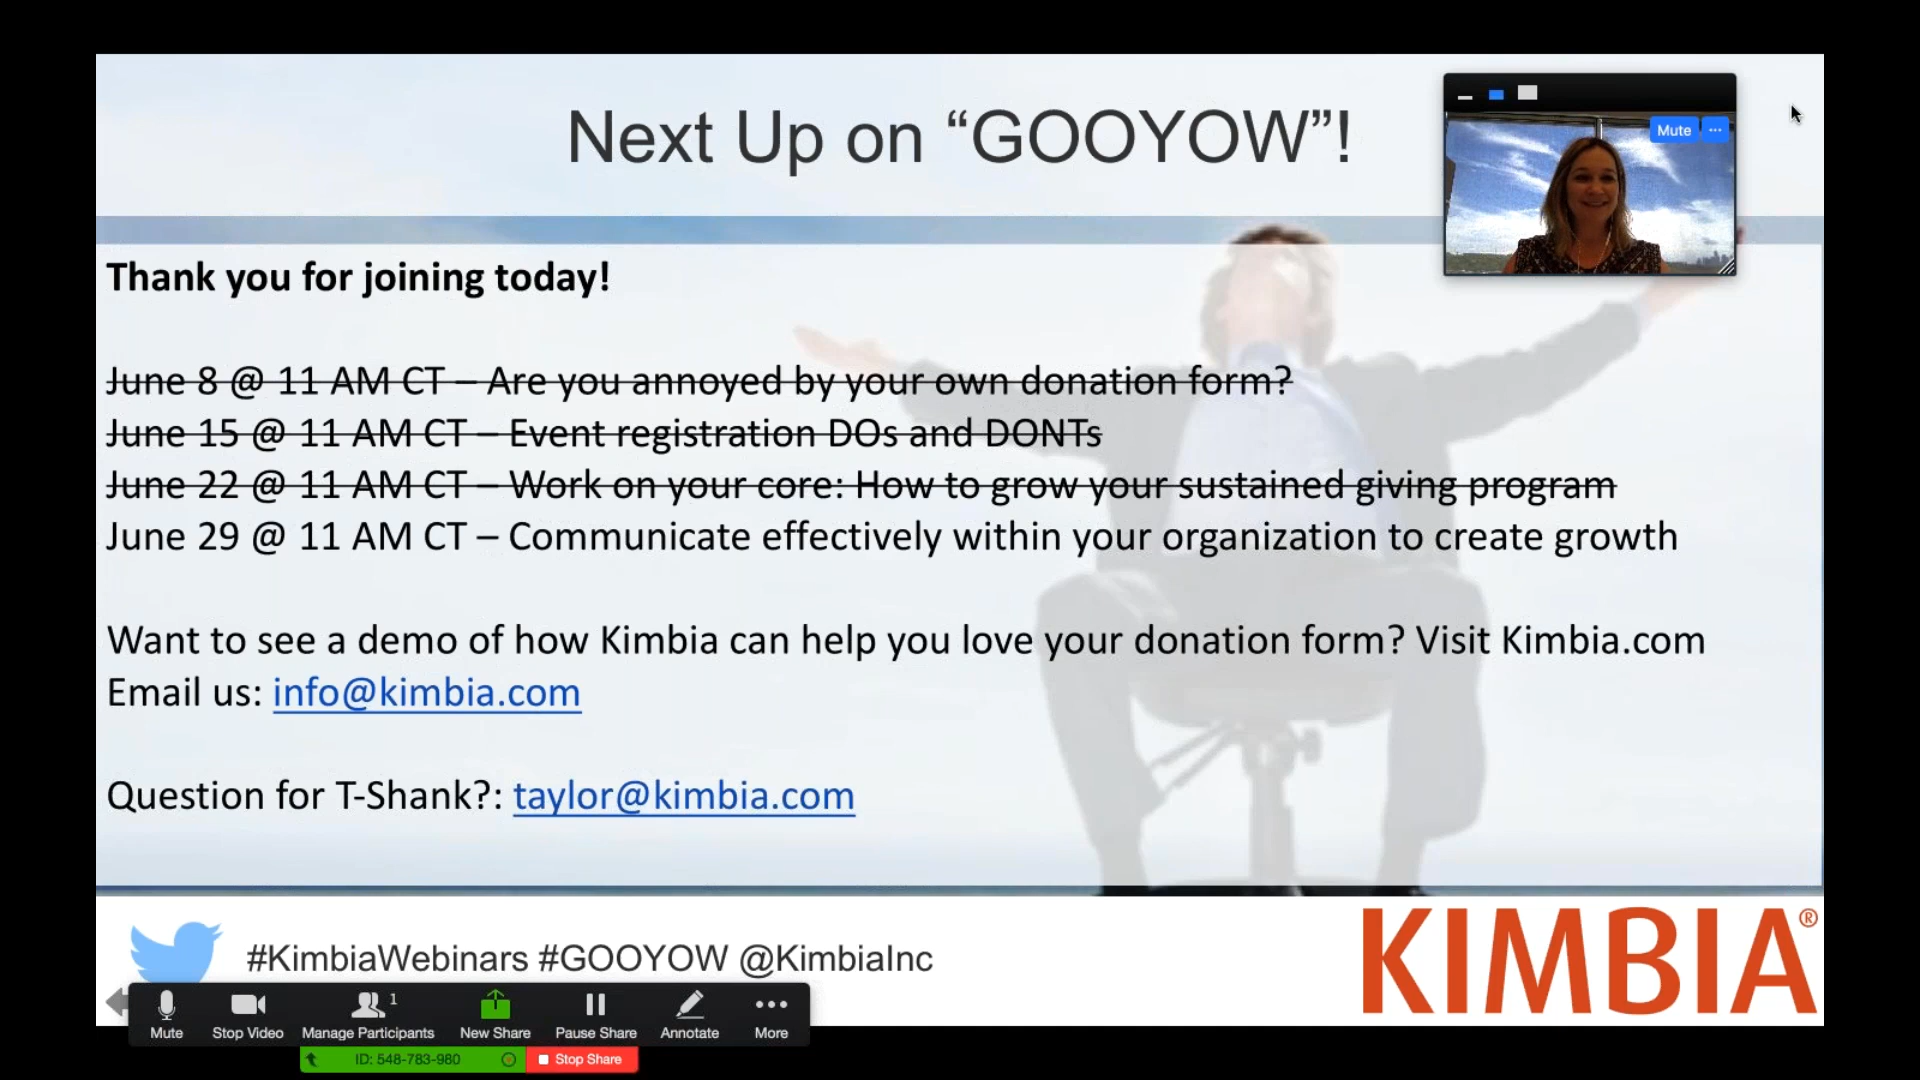 Next Up on “GOOYOW”!
Mute ...
Thank you for joining today!
June 8 @ 11 AM CT – Are you annoyed by your own donation form?
June 15 @ 11 AM CT – Event registration DOs and DONTs
June 22 @ 11 AM CT – Work on your core: How to grow your sustained giving program
June 29 @ 11 AM CT – Communicate effectively within your organization to create growth
Want to see a demo of how Kimbia can help you love your donation form? Visit Kimbia.com
Email us: info@kimbia.com
Question for T-Shank?: taylor@kimbia.com
#KimbiaWebinars #GOOYOW @KimbiaInc
KIMBIA®
1
Mute Stop Video Manage Participants New Share Pause Share Annotate More
ID: 548-783-980 Stop Share